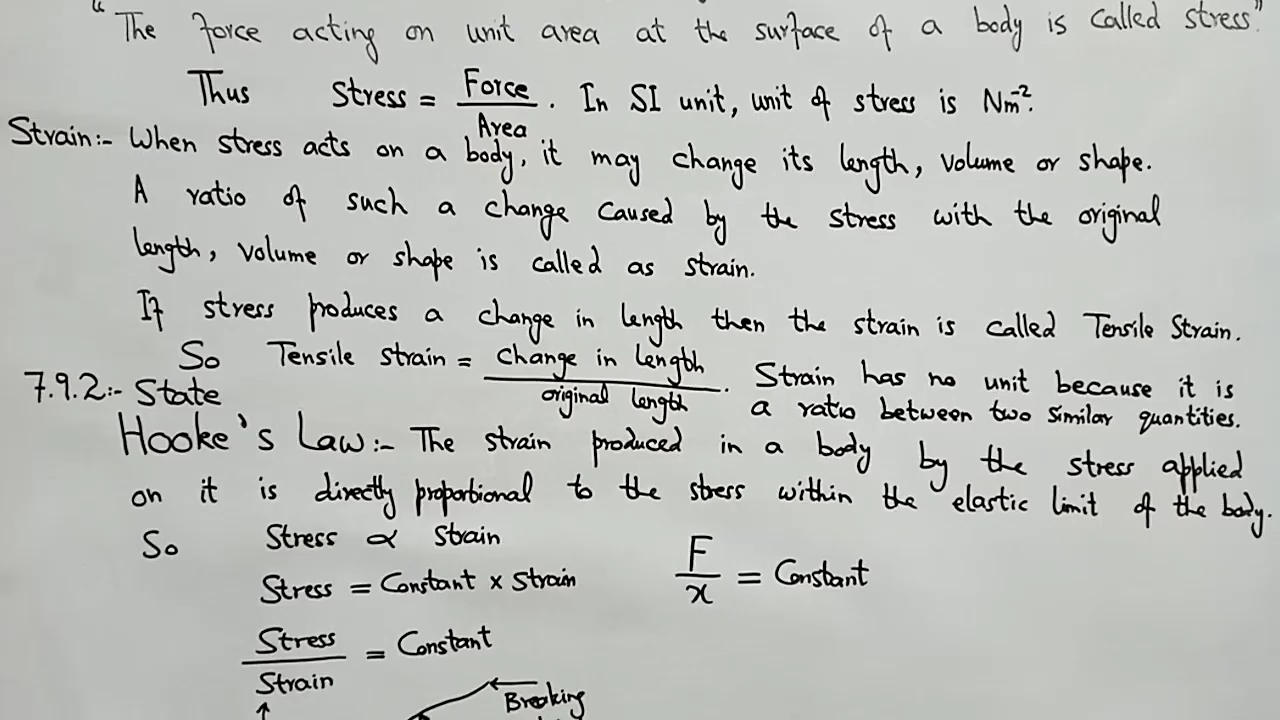 "The force acting on unit area at the surface of a body is called stress"
Thus Stress = Force / Area . In SI unit, unit of stress is Nm⁻².
Strain:- When stress acts on a body, it may change its length, volume or shape.
A ratio of such a change caused by the stress with the original
length, volume or shape is called as strain.
If stress produces a change in length then the strain is called Tensile Strain.
So Tensile strain = change in length / original length . Strain has no unit because it is
a ratio between two similar quantities.
7.9.2:- State
Hooke's Law:- The strain produced in a body by the stress applied
on it is directly proportional to the stress within the elastic limit of the body.
So Stress ∝ Strain
Stress = Constant × Strain
F / x = Constant
Stress / Strain = Constant
Breaking